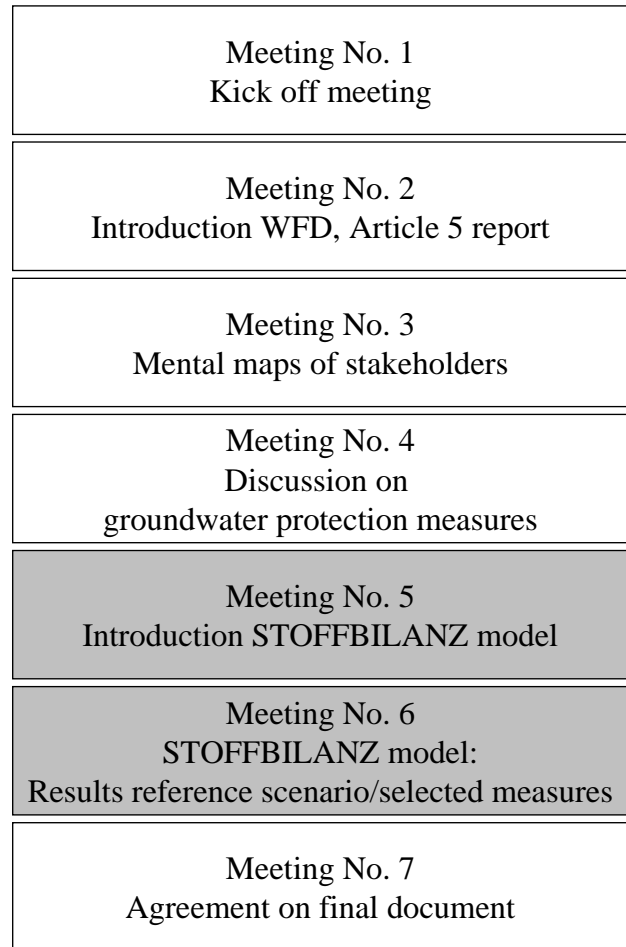 Meeting No. 1
Kick off meeting
Meeting No. 2
Introduction WFD, Article 5 report
Meeting No. 3
Mental maps of stakeholders
Meeting No. 4
Discussion on
groundwater protection measures
Meeting No. 5
Introduction STOFFBILANZ model
Meeting No. 6
STOFFBILANZ model:
Results reference scenario/selected measures
Meeting No. 7
Agreement on final document